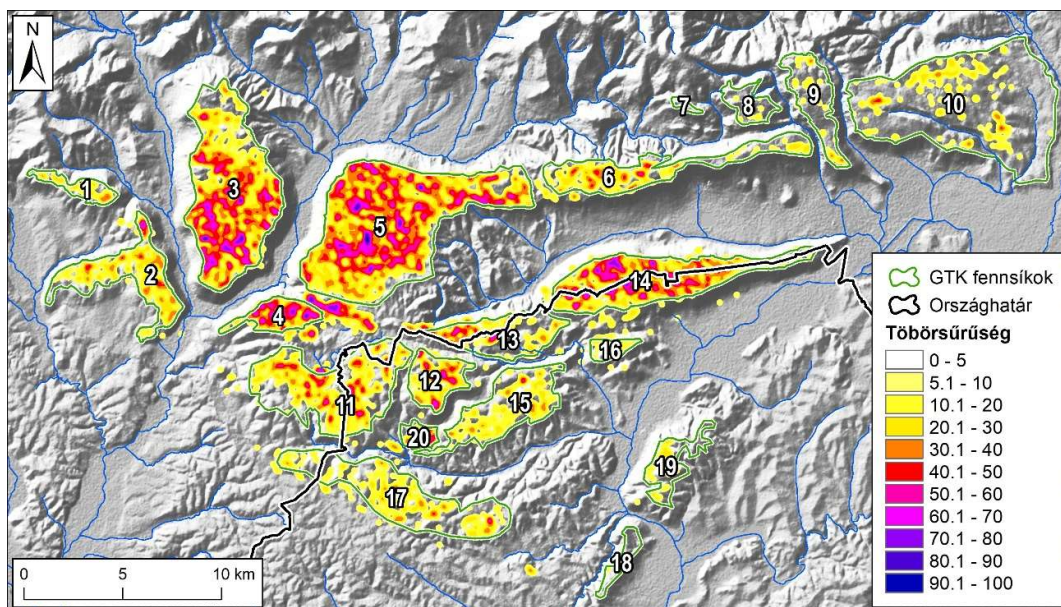 N
1
2
3
4
5
6
7
8
9
10
11
12
13
14
15
16
17
18
19
20
0 5 10 km
GTK fennsíkok
Országhatár
Töbörsűrűség
0 - 5
5.1 - 10
10.1 - 20
20.1 - 30
30.1 - 40
40.1 - 50
50.1 - 60
60.1 - 70
70.1 - 80
80.1 - 90
90.1 - 100